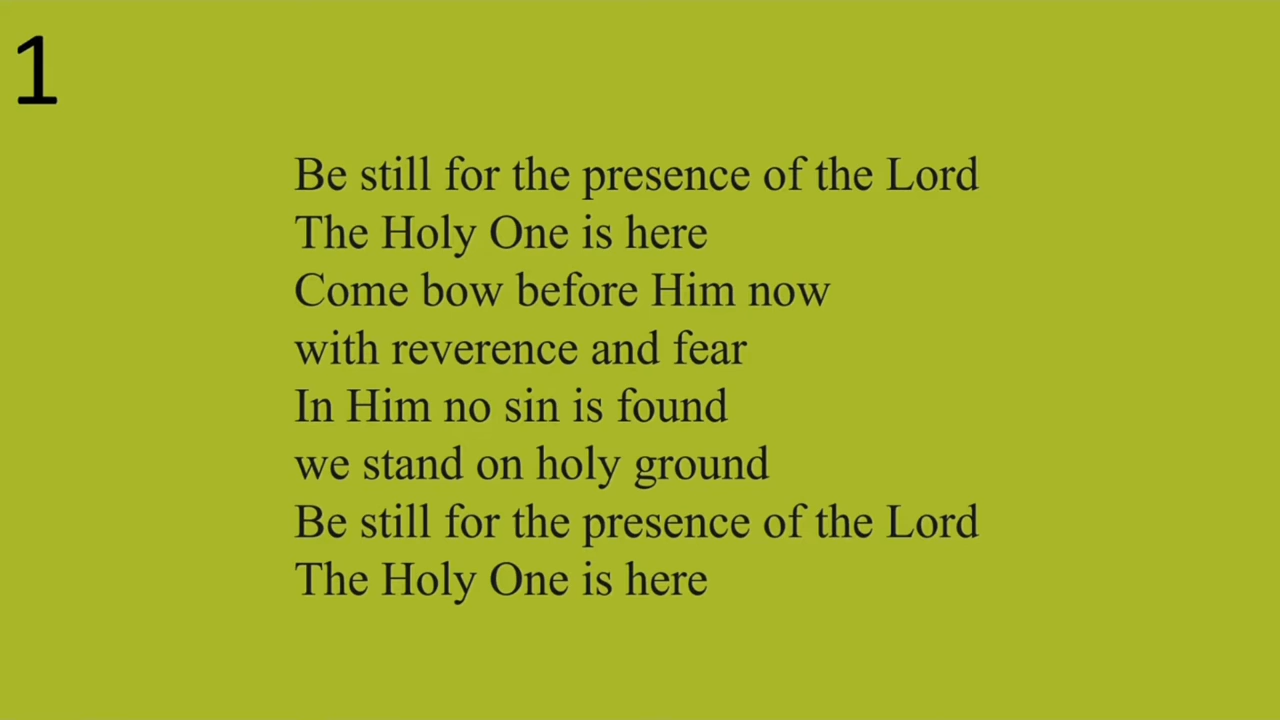 1
Be still for the presence of the Lord
The Holy One is here
Come bow before Him now
with reverence and fear
In Him no sin is found
we stand on holy ground
Be still for the presence of the Lord
The Holy One is here